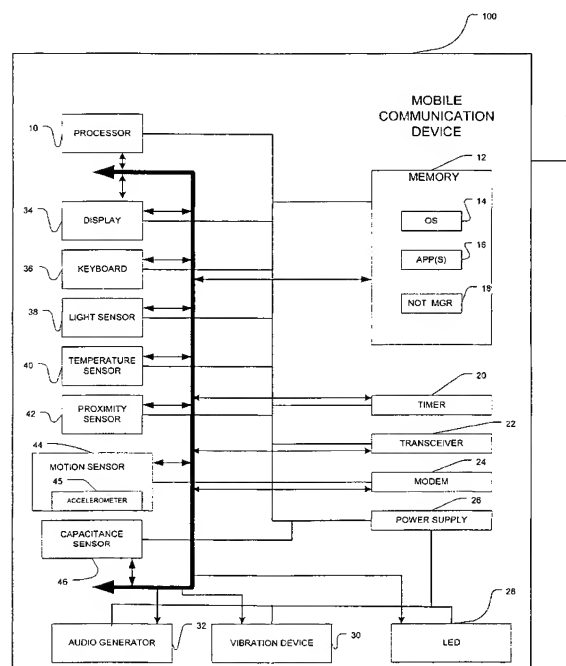 100
MOBILE
COMMUNICATION
DEVICE
10
PROCESSOR
12
MEMORY
14
OS
16
APP(S)
18
NOT MGR
34
DISPLAY
36
KEYBOARD
38
LIGHT SENSOR
40
TEMPERATURE
SENSOR
42
PROXIMITY
SENSOR
44
MOTION SENSOR
45
ACCELEROMETER
CAPACITANCE
SENSOR
46
20
TIMER
22
TRANSCEIVER
24
MODEM
26
POWER SUPPLY
28
AUDIO GENERATOR
32
VIBRATION DEVICE
30
LED